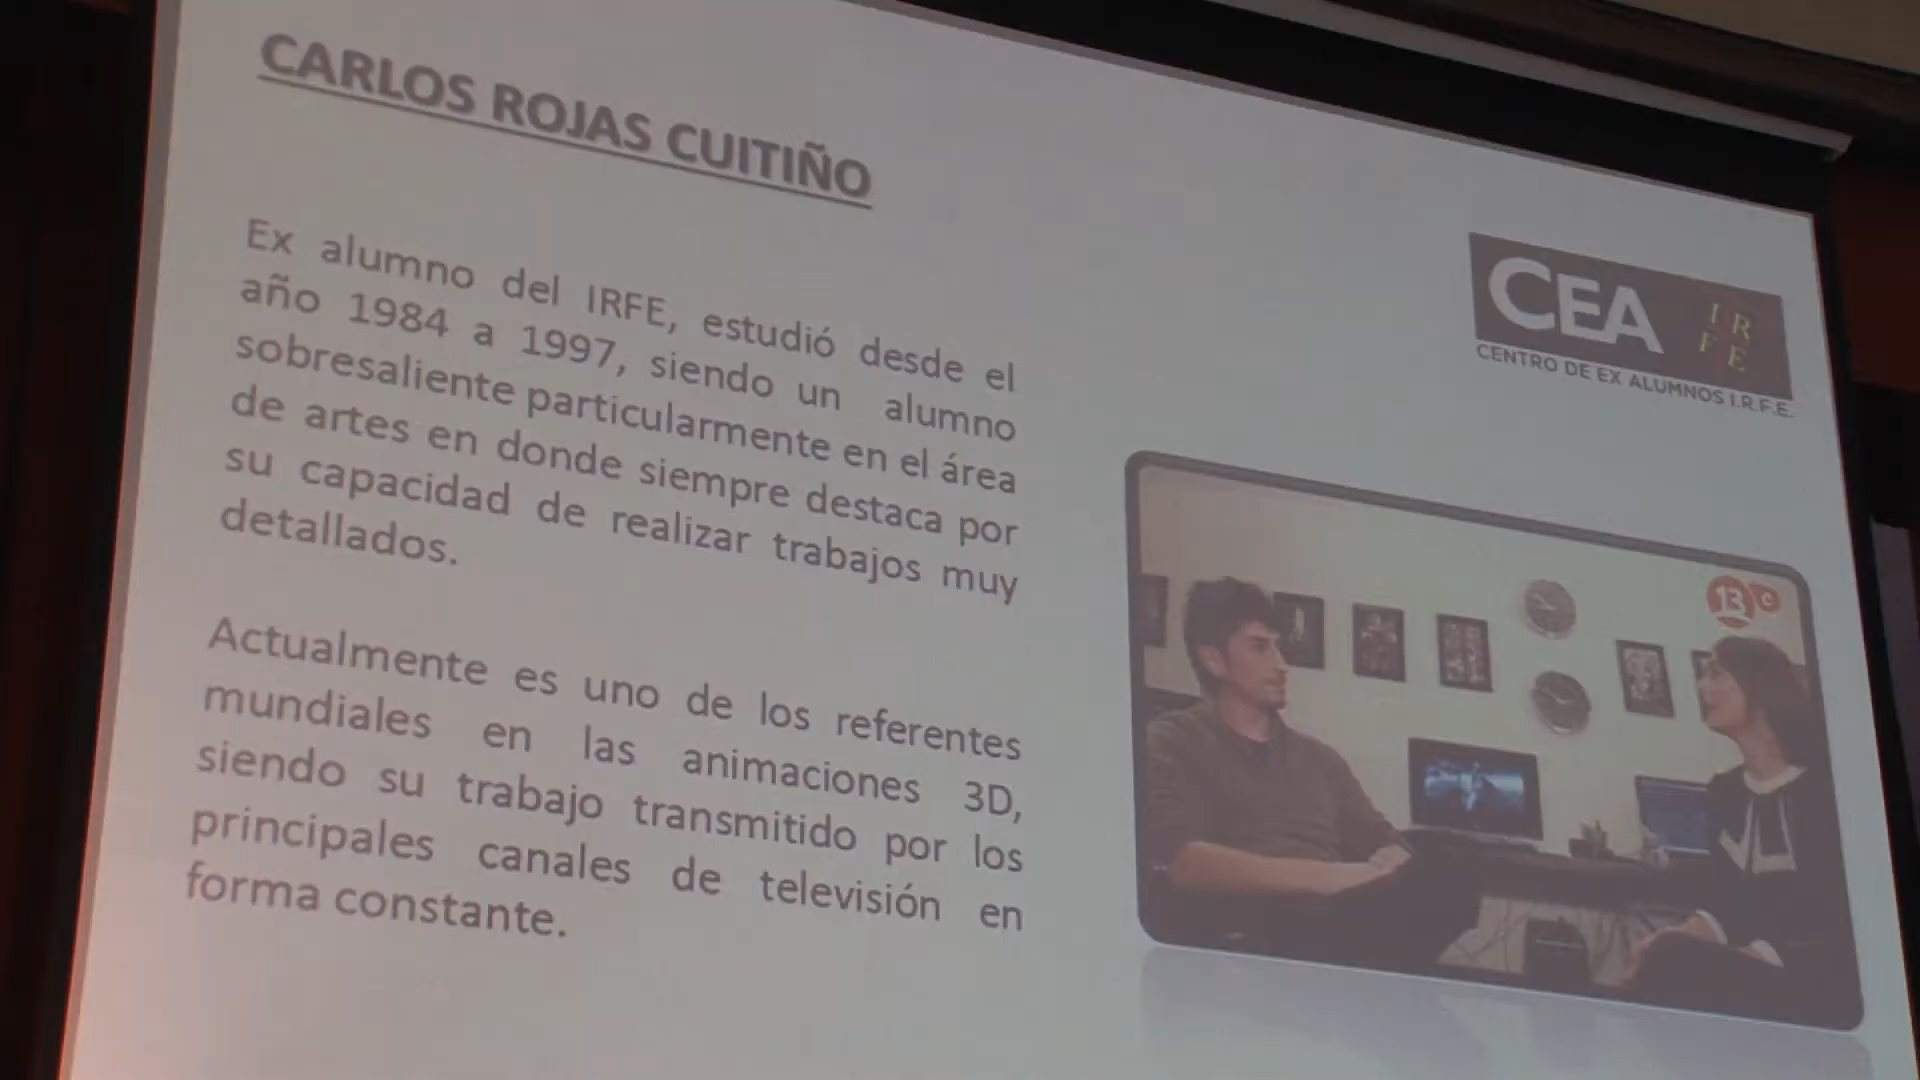 CARLOS ROJAS CUITIÑO
Ex alumno del IRFE, estudió desde el
año 1984 a 1997, siendo un alumno
sobresaliente particularmente en el área
de artes en donde siempre destaca por
su capacidad de realizar trabajos muy
detallados.
Actualmente es uno de los referentes
mundiales en las animaciones 3D,
siendo su trabajo transmitido por los
principales canales de televisión en
forma constante.
CEA
I R
F E
CENTRO DE EX ALUMNOS I.R.F.E.
13 C